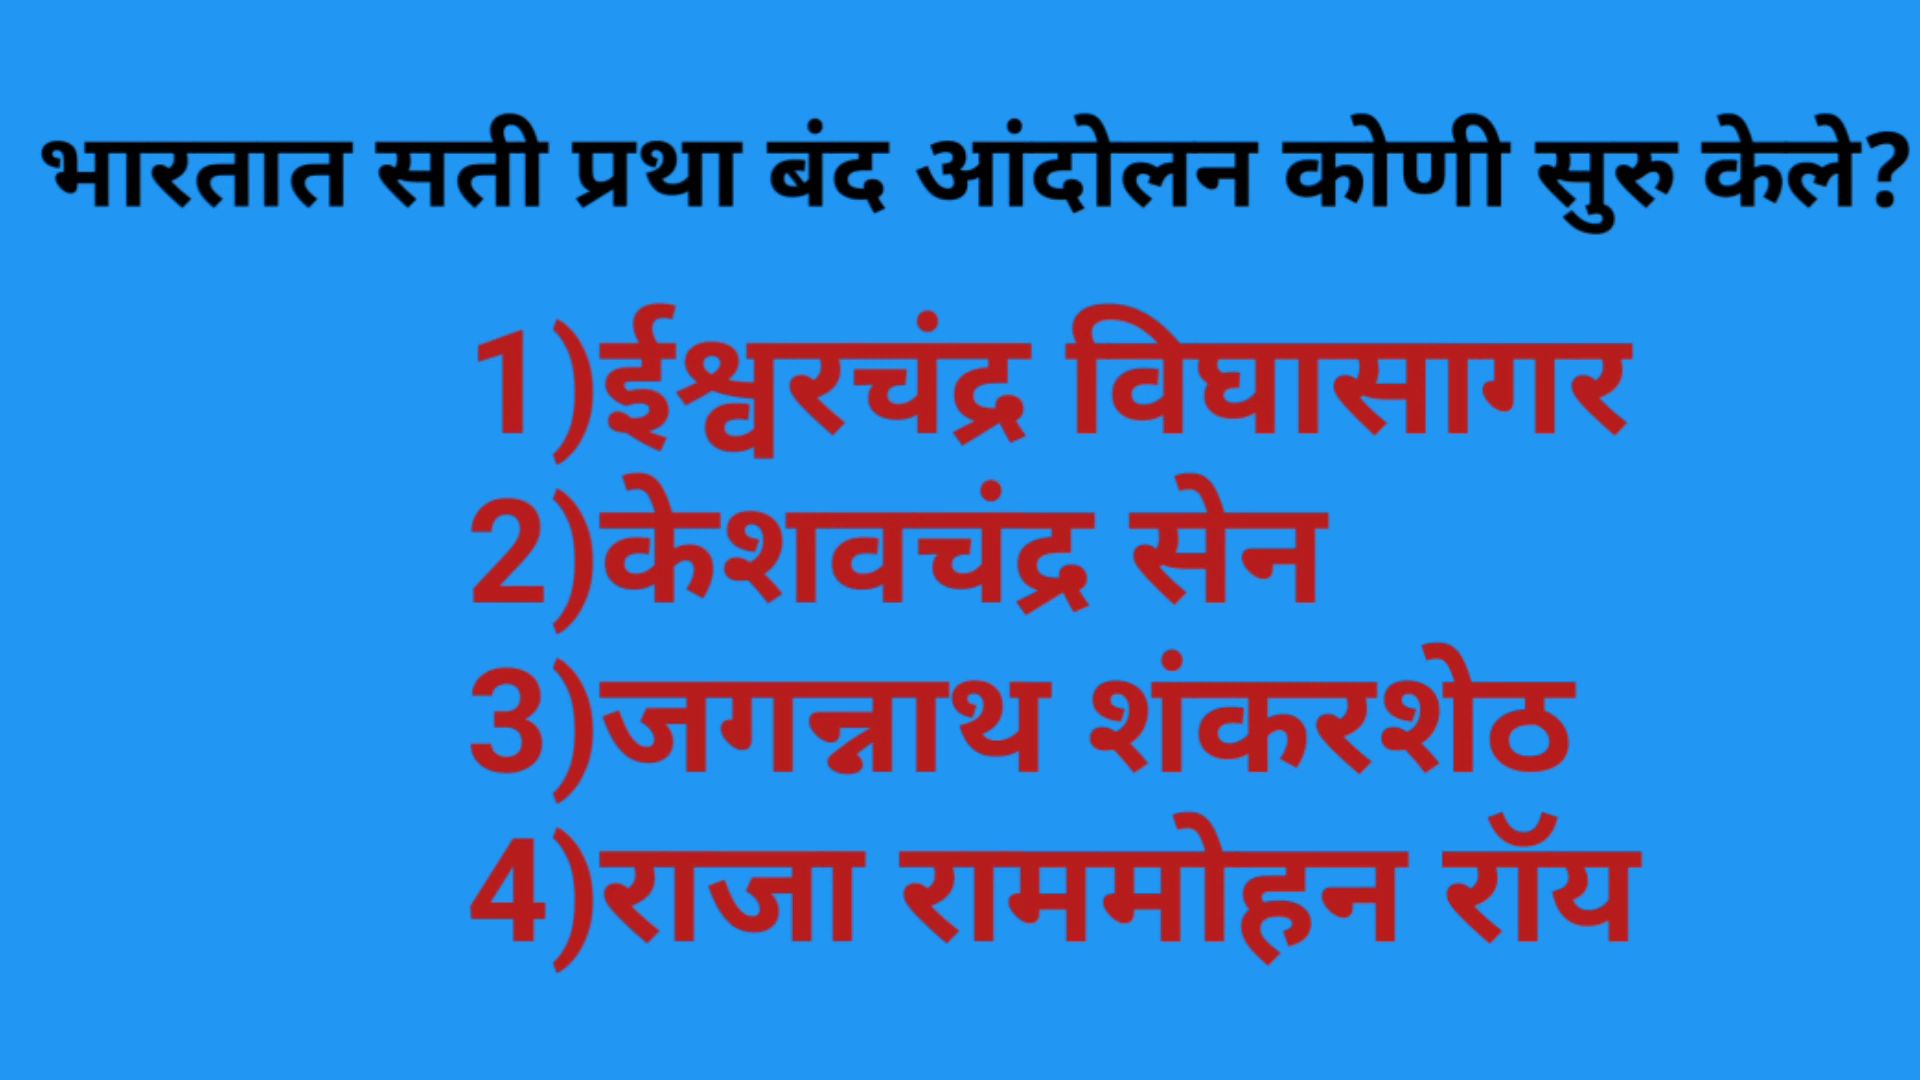 भारतात सती प्रथा बंद आंदोलन कोणी सुरु केले?
1)ईश्वरचंद्र विघासागर
2)केशवचंद्र सेन
3)जगन्नाथ शंकरशेठ
4)राजा राममोहन रॉय